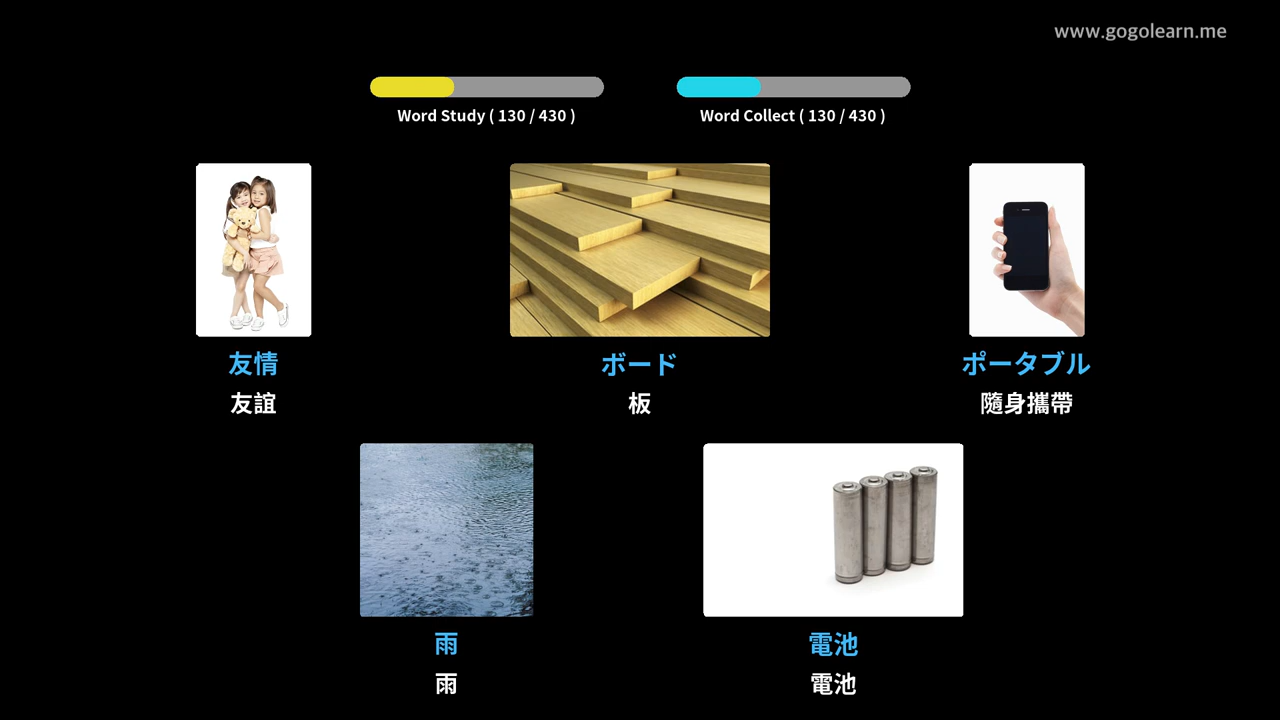 www.gogolearn.me
Word Study ( 130 / 430 )
Word Collect ( 130 / 430 )
友情
友誼
ボード
板
ポータブル
隨身攜帶
雨
雨
電池
電池